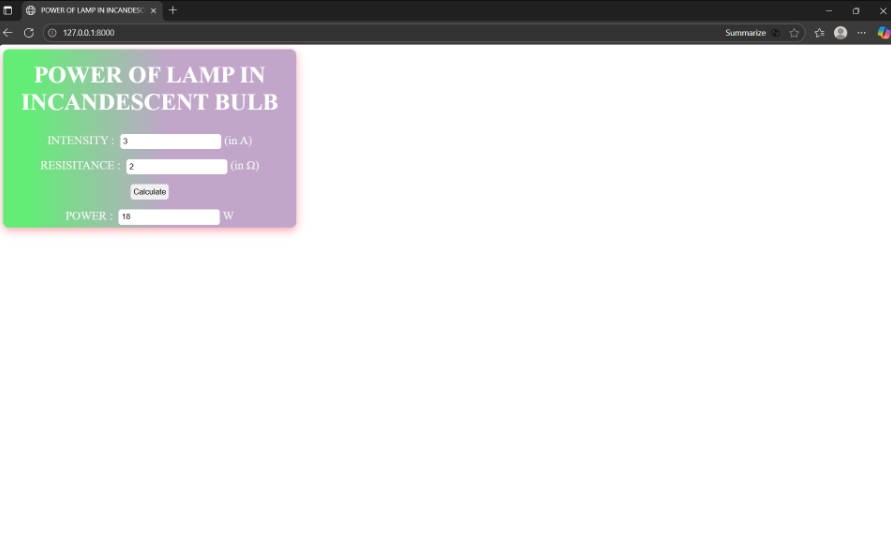 POWER OF LAMP IN INCANDESC
127.0.0.1:8000
Summarize
POWER OF LAMP IN
INCANDESCENT BULB
INTENSITY : 3 (in A)
RESISITANCE : 2 (in Ω)
Calculate
POWER : 18 W